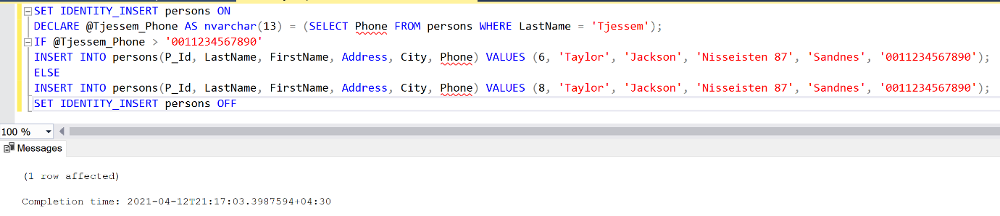 SET IDENTITY_INSERT persons ON
DECLARE @Tjessem_Phone AS nvarchar(13) = (SELECT Phone FROM persons WHERE LastName = 'Tjessem');
IF @Tjessem_Phone > '0011234567890'
INSERT INTO persons(P_Id, LastName, FirstName, Address, City, Phone) VALUES (6, 'Taylor', 'Jackson', 'Nisseisten 87', 'Sandnes', '0011234567890');
ELSE
INSERT INTO persons(P_Id, LastName, FirstName, Address, City, Phone) VALUES (8, 'Taylor', 'Jackson', 'Nisseisten 87', 'Sandnes', '0011234567890');
SET IDENTITY_INSERT persons OFF
100 %
Messages
(1 row affected)
Completion time: 2021-04-12T21:17:03.3987594+04:30